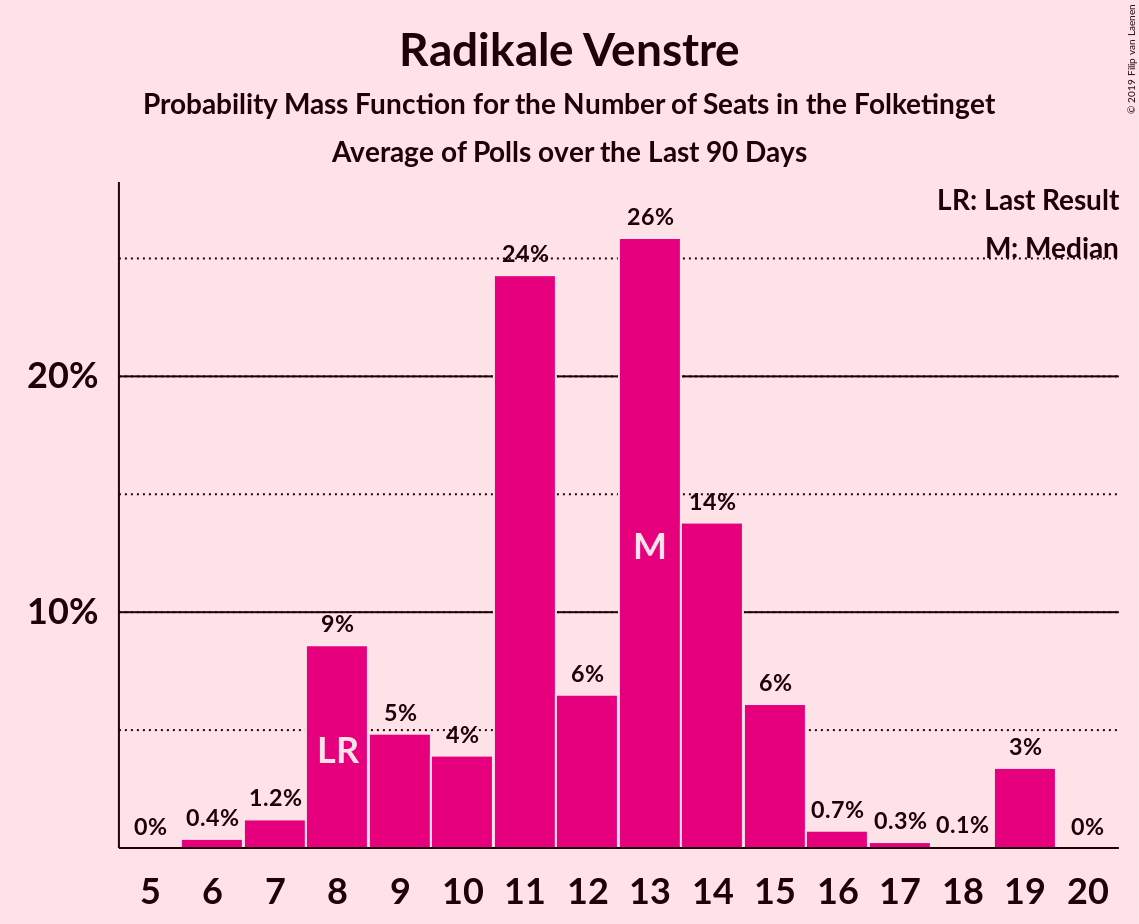 Radikale Venstre
Probability Mass Function for the Number of Seats in the Folketinget
Average of Polls over the Last 90 Days
© 2019 Filip van Laenen
LR: Last Result
M: Median
20%
10%
0%
0.4%
1.2%
9%
5%
4%
24%
6%
26%
14%
6%
0.7%
0.3%
0.1%
3%
0%
LR
M
5 6 7 8 9 10 11 12 13 14 15 16 17 18 19 20